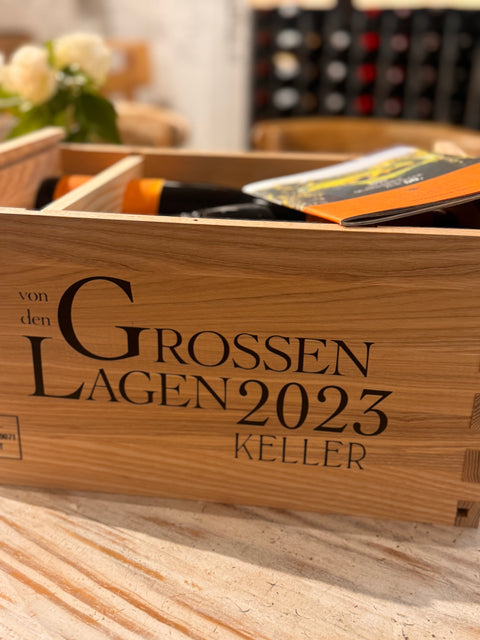 von
den
GROSSEN
LAGEN 2023
KELLER